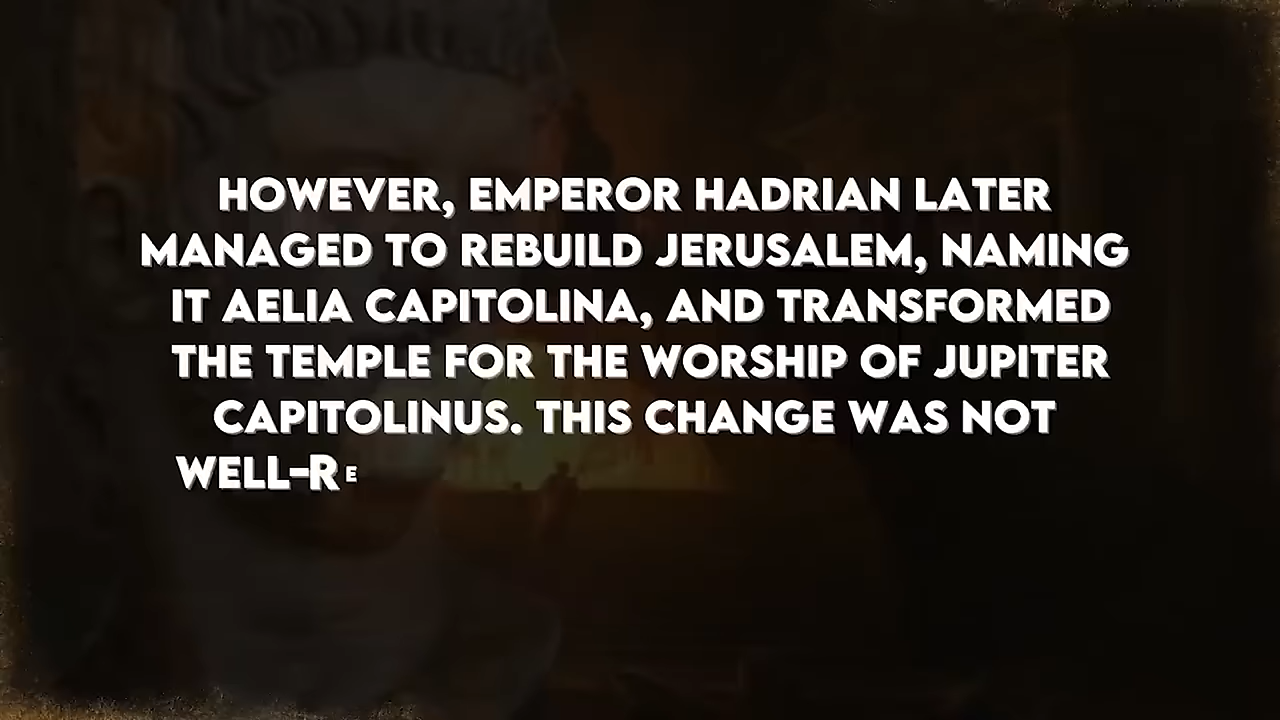 HOWEVER, EMPEROR HADRIAN LATER
MANAGED TO REBUILD JERUSALEM, NAMING
IT AELIA CAPITOLINA, AND TRANSFORMED
THE TEMPLE FOR THE WORSHIP OF JUPITER
CAPITOLINUS. THIS CHANGE WAS NOT
WELL-RE